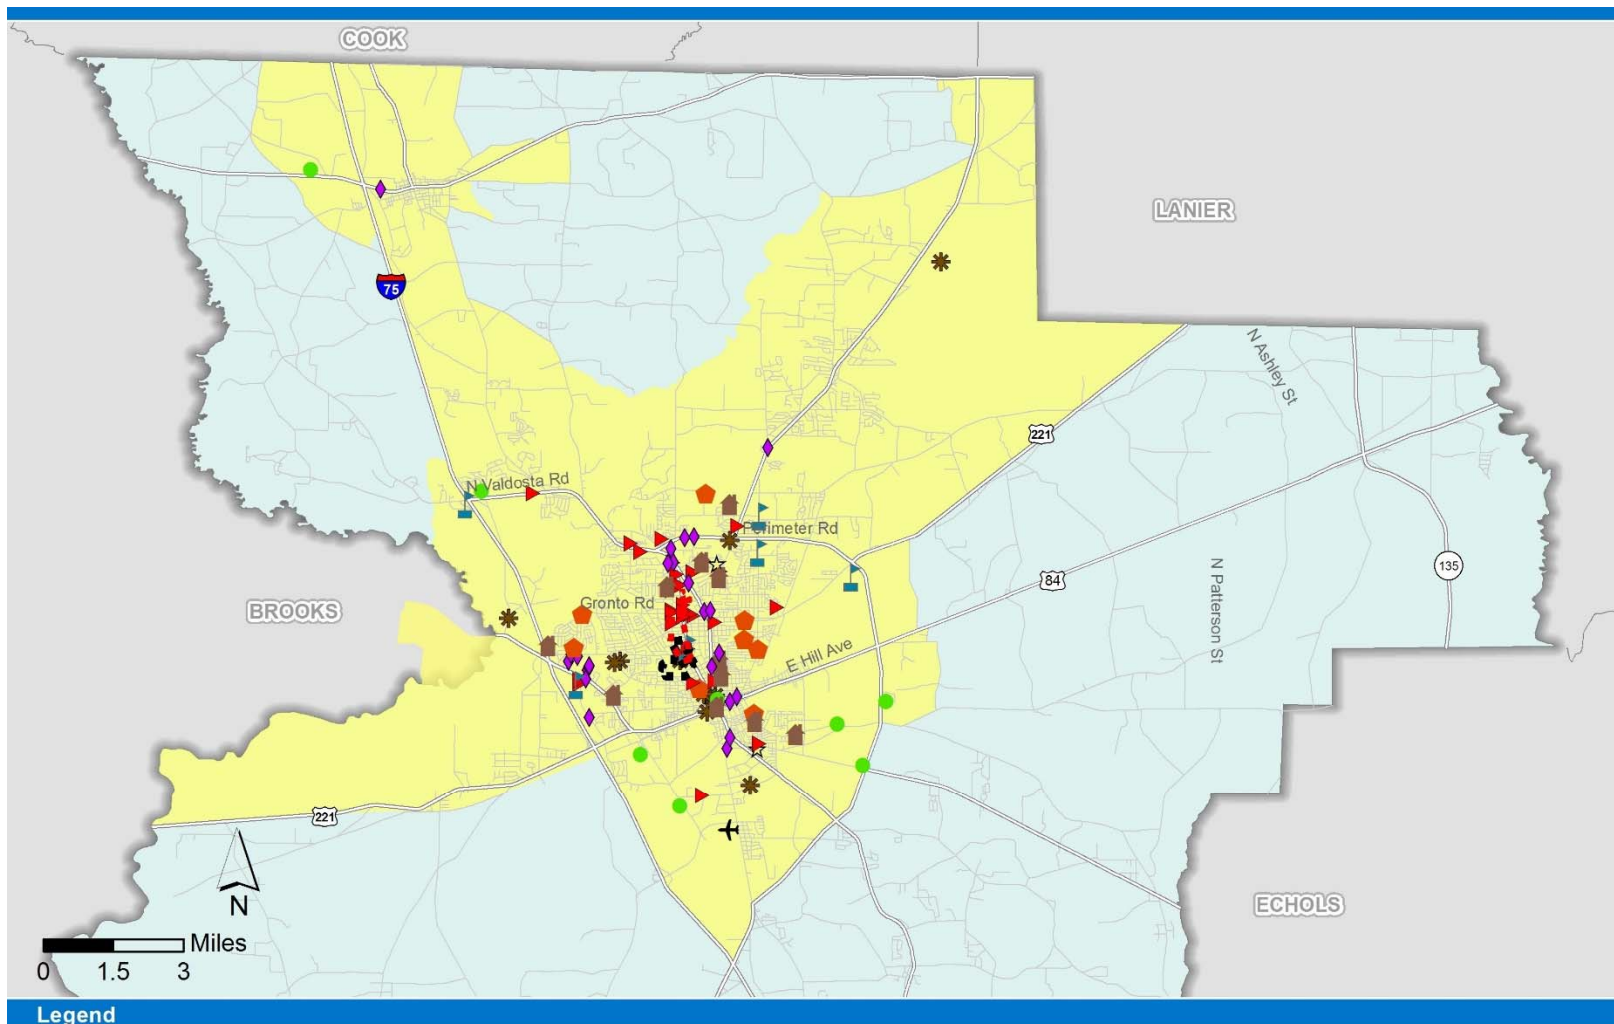 COOK
LANIER
75
N Ashley St
221
N Valdosta Rd
Perimeter Rd
84
N Patterson St
135
BROOKS
Gronto Rd
E Hill Ave
221
N
ECHOLS
Miles
0 1.5 3
Legend